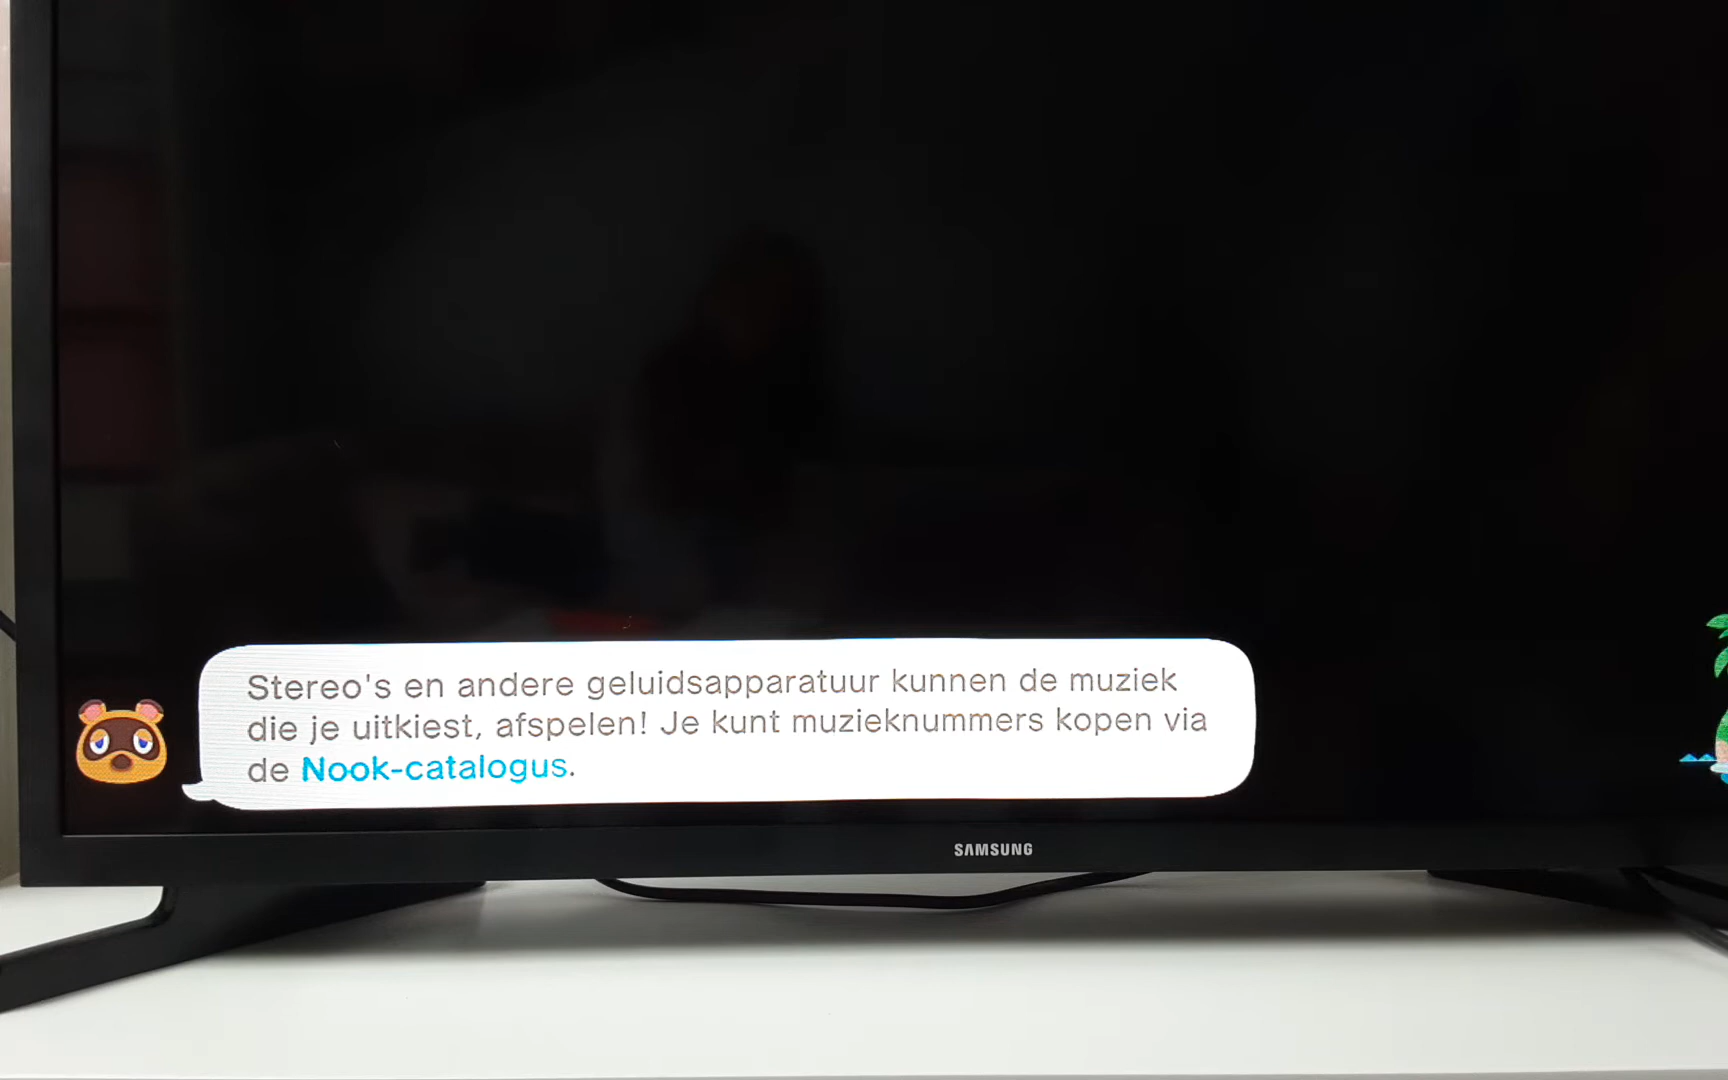 Stereo's en andere geluidsapparatuur kunnen de muziek
die je uitkiest, afspelen! Je kunt muzieknummers kopen via
de Nook-catalogus.
SAMSUNG